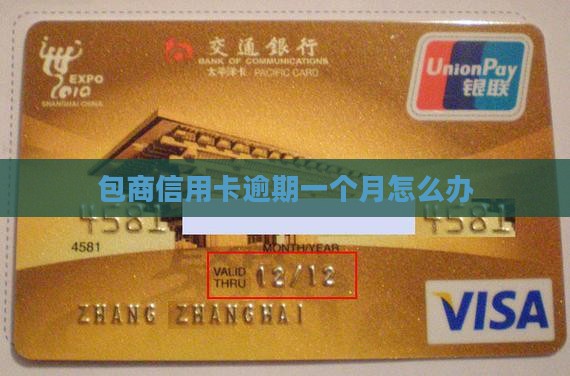 EXPO
2010
SHANGHAI CHINA
交通銀行
BANK OF COMMUNICATIONS
太平洋卡 PACIFIC CARD
UnionPay
银联
包商信用卡逾期一个月怎么办
4581 4581
4581
MONTH/YEAR
VALID
THRU 12/12
ZHANG ZHANGHAI
VISA